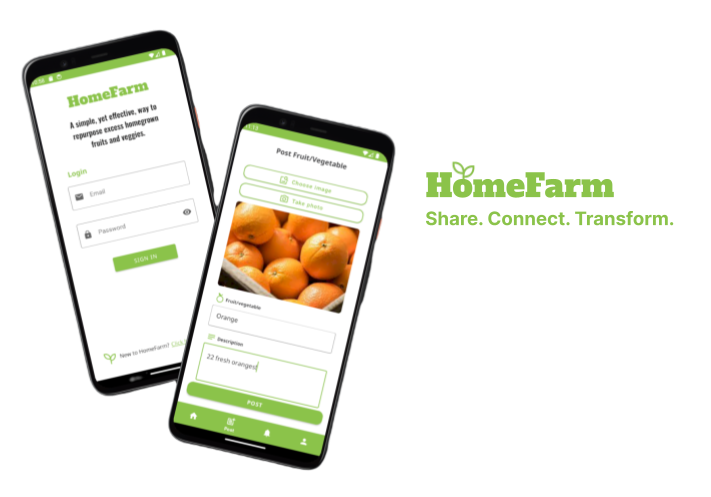 HomeFarm
A simple, yet effective, way to
repurpose excess homegrown
fruits and veggies.
Login
Email
Password
SIGN IN
New to HomeFarm? Click
Post Fruit/Vegetable
Choose image
Take photo
Fruit/vegetable
Orange
Description
22 fresh oranges!
POST
Post
HomeFarm
Share. Connect. Transform.